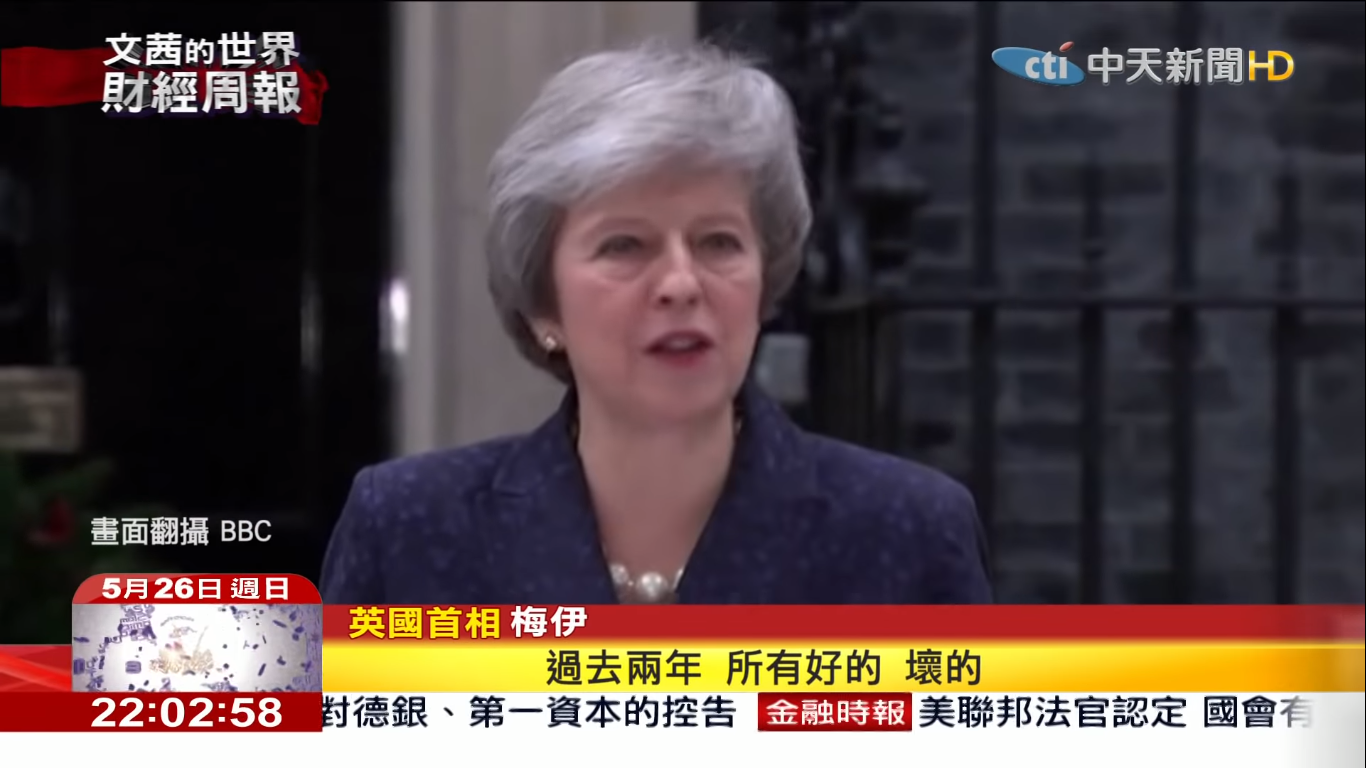 文茜的世界
財經周報
cti 中天新聞HD
畫面翻攝 BBC
5月26日 週日
英國首相 梅伊
過去兩年 所有好的 壞的
22:02:58
對德銀、第一資本的控告 金融時報 美聯邦法官認定 國會有